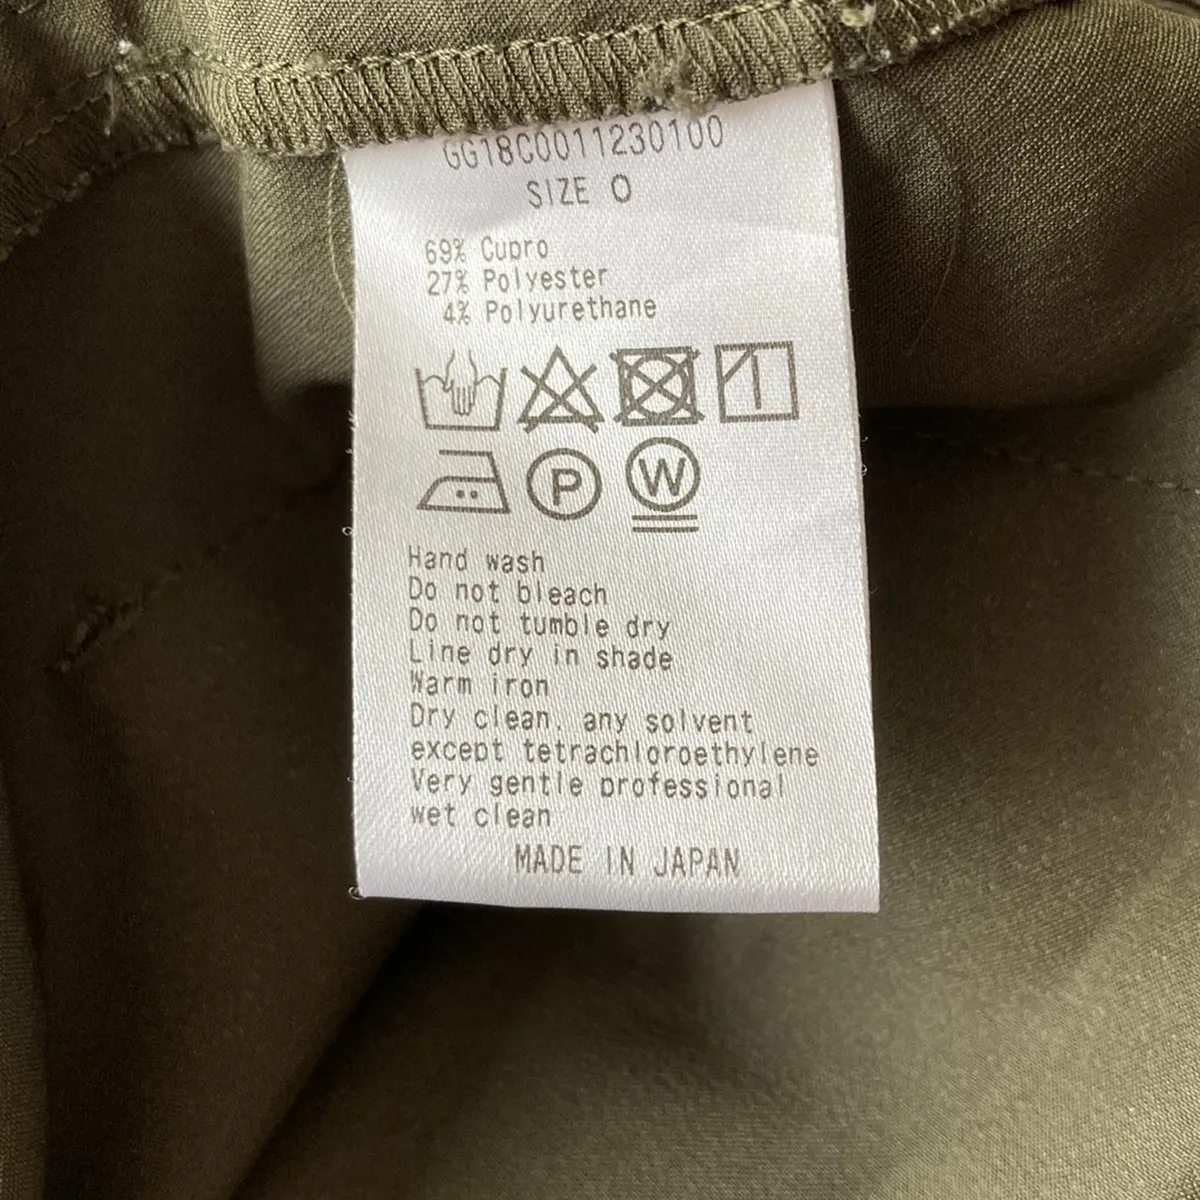 GG18C0011230100
SIZE 0
69% Cupro
27% Polyester
4% Polyurethane
P W
Hand wash
Do not bleach
Do not tumble dry
Line dry in shade
Warm iron
Dry clean, any solvent
except tetrachloroethylene
Very gentle professional
wet clean
MADE IN JAPAN